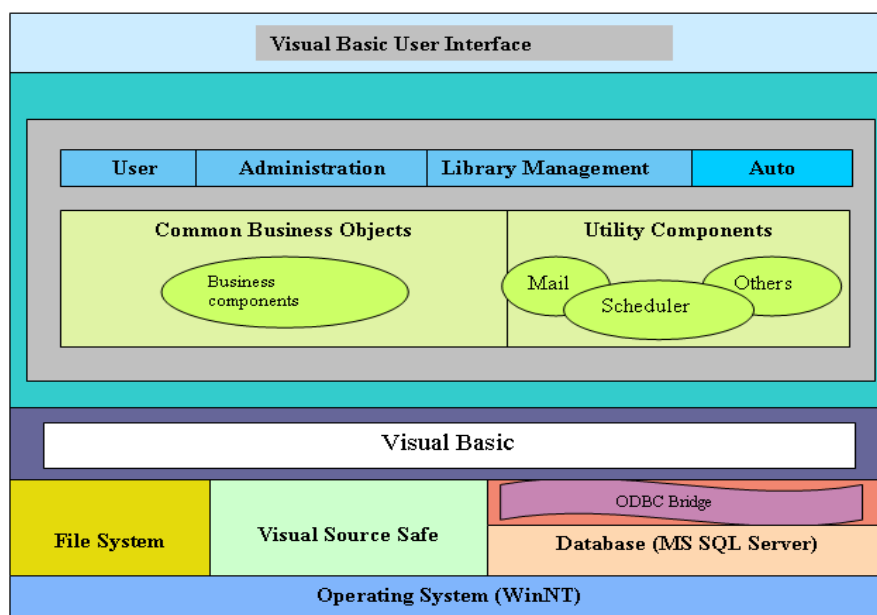 Visual Basic User Interface
User
Administration
Library Management
Auto
Common Business Objects
Utility Components
Business
components
Mail
Others
Scheduler
Visual Basic
ODBC Bridge
File System
Visual Source Safe
Database (MS SQL Server)
Operating System (WinNT)